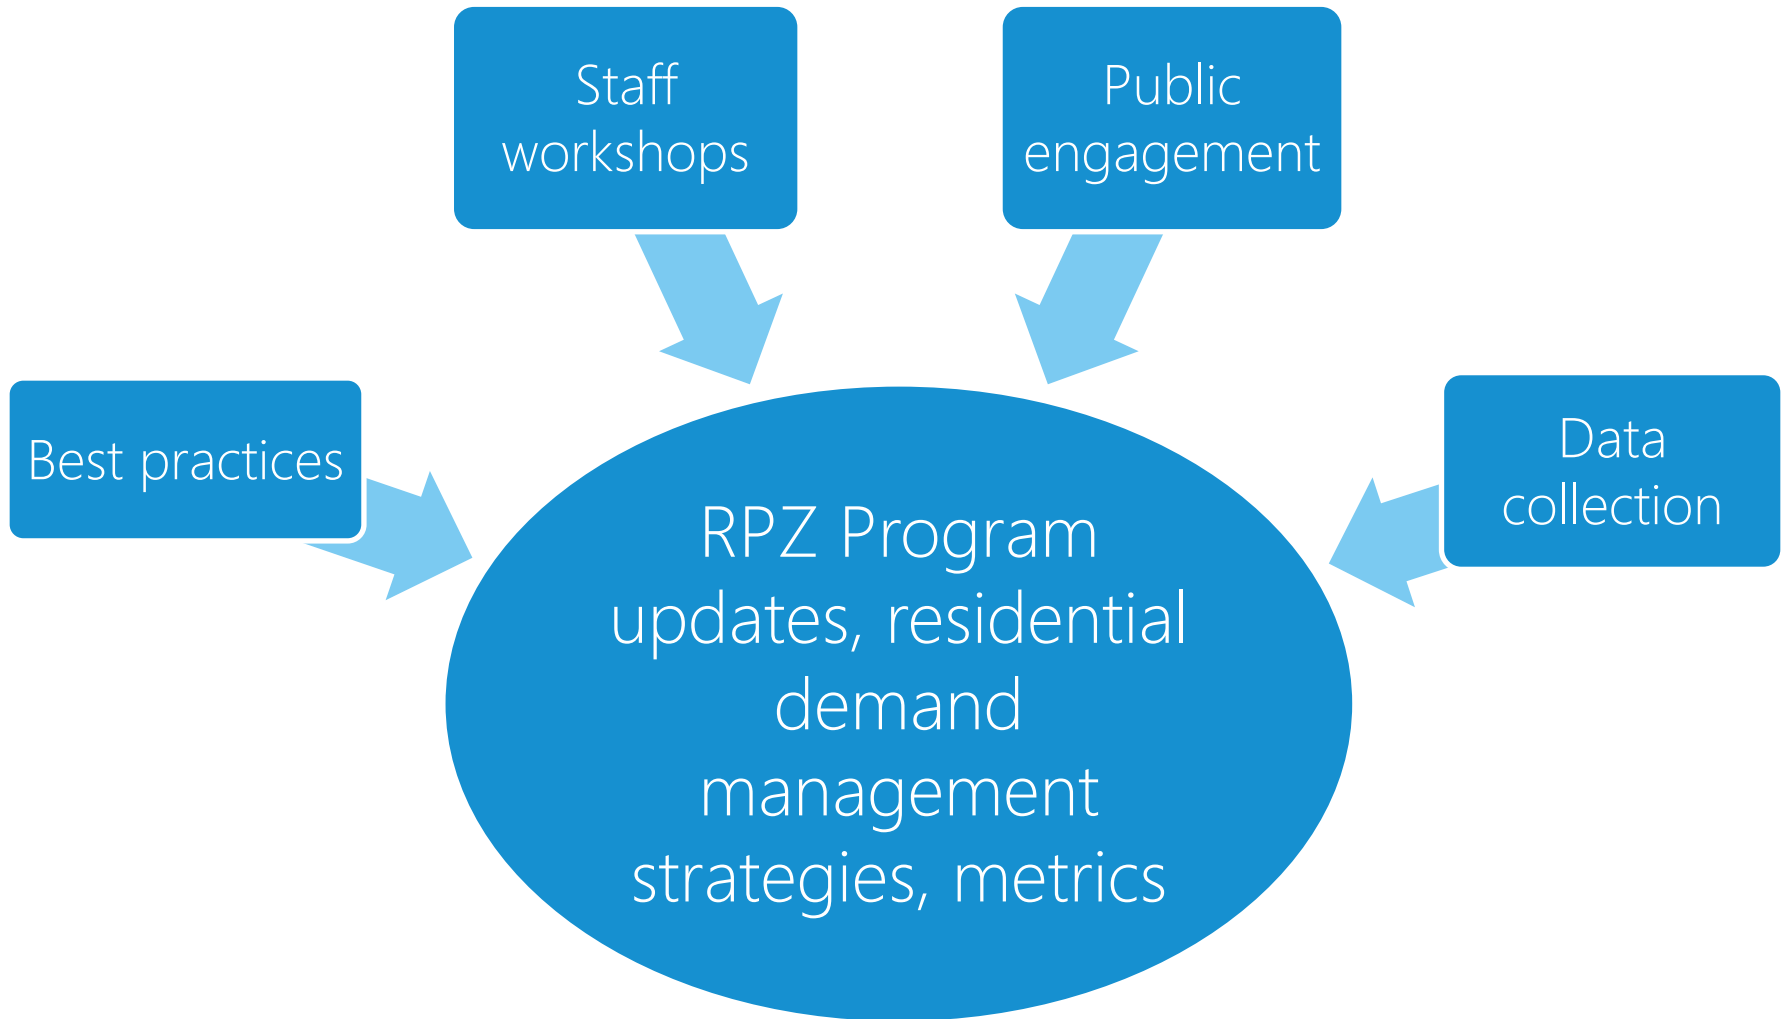 Staff
workshops
Public
engagement
Best practices
Data
collection
RPZ Program
updates, residential
demand
management
strategies, metrics